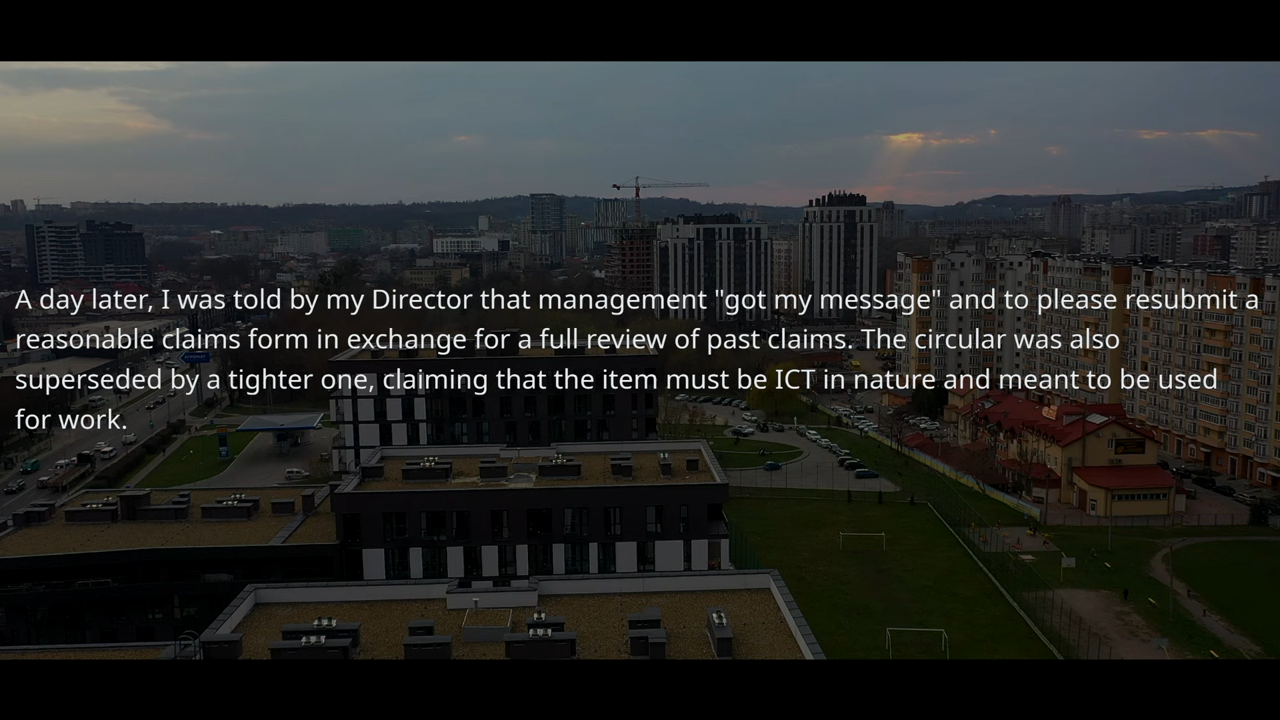 A day later, I was told by my Director that management "got my message" and to please resubmit a
reasonable claims form in exchange for a full review of past claims. The circular was also
superseded by a tighter one, claiming that the item must be ICT in nature and meant to be used
for work.